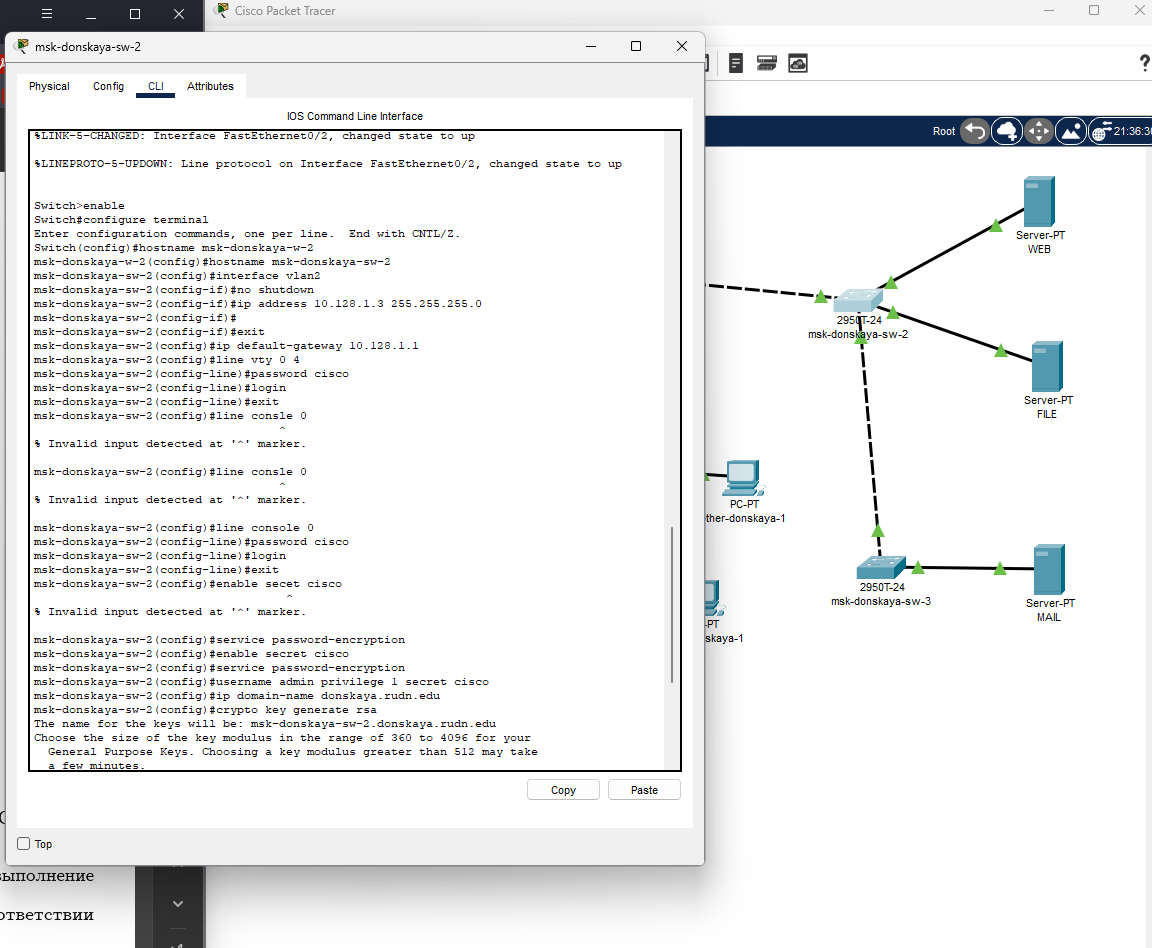 Cisco Packet Tracer
msk-donskaya-sw-2
Physical Config CLI Attributes
IOS Command Line Interface
%LINK-5-CHANGED: Interface FastEthernet0/2, changed state to up
%LINEPROTO-5-UPDOWN: Line protocol on Interface FastEthernet0/2, changed state to up
Switch>enable
Switch#configure terminal
Enter configuration commands, one per line.  End with CNTL/Z.
Switch(config)#hostname msk-donskaya-w-2
msk-donskaya-w-2(config)#hostname msk-donskaya-sw-2
msk-donskaya-sw-2(config)#interface vlan2
msk-donskaya-sw-2(config-if)#no shutdown
msk-donskaya-sw-2(config-if)#ip address 10.128.1.3 255.255.255.0
msk-donskaya-sw-2(config-if)#
msk-donskaya-sw-2(config-if)#exit
msk-donskaya-sw-2(config)#ip default-gateway 10.128.1.1
msk-donskaya-sw-2(config)#line vty 0 4
msk-donskaya-sw-2(config-line)#password cisco
msk-donskaya-sw-2(config-line)#login
msk-donskaya-sw-2(config-line)#exit
msk-donskaya-sw-2(config)#line consle 0
^
% Invalid input detected at '^' marker.
msk-donskaya-sw-2(config)#line consle 0
^
% Invalid input detected at '^' marker.
msk-donskaya-sw-2(config)#line console 0
msk-donskaya-sw-2(config-line)#password cisco
msk-donskaya-sw-2(config-line)#login
msk-donskaya-sw-2(config-line)#exit
msk-donskaya-sw-2(config)#enable secet cisco
^
% Invalid input detected at '^' marker.
msk-donskaya-sw-2(config)#service password-encryption
msk-donskaya-sw-2(config)#enable secret cisco
msk-donskaya-sw-2(config)#service password-encryption
msk-donskaya-sw-2(config)#username admin privilege 1 secret cisco
msk-donskaya-sw-2(config)#ip domain-name donskaya.rudn.edu
msk-donskaya-sw-2(config)#crypto key generate rsa
The name for the keys will be: msk-donskaya-sw-2.donskaya.rudn.edu
Choose the size of the key modulus in the range of 360 to 4096 for your
General Purpose Keys. Choosing a key modulus greater than 512 may take
a few minutes.
Copy Paste
Top
Root
21:36:30
Server-PT
WEB
2950T-24
msk-donskaya-sw-2
Server-PT
FILE
PC-PT
ther-donskaya-1
2950T-24
msk-donskaya-sw-3
Server-PT
MAIL
-PT
skaya-1
ыполнение
ответствии